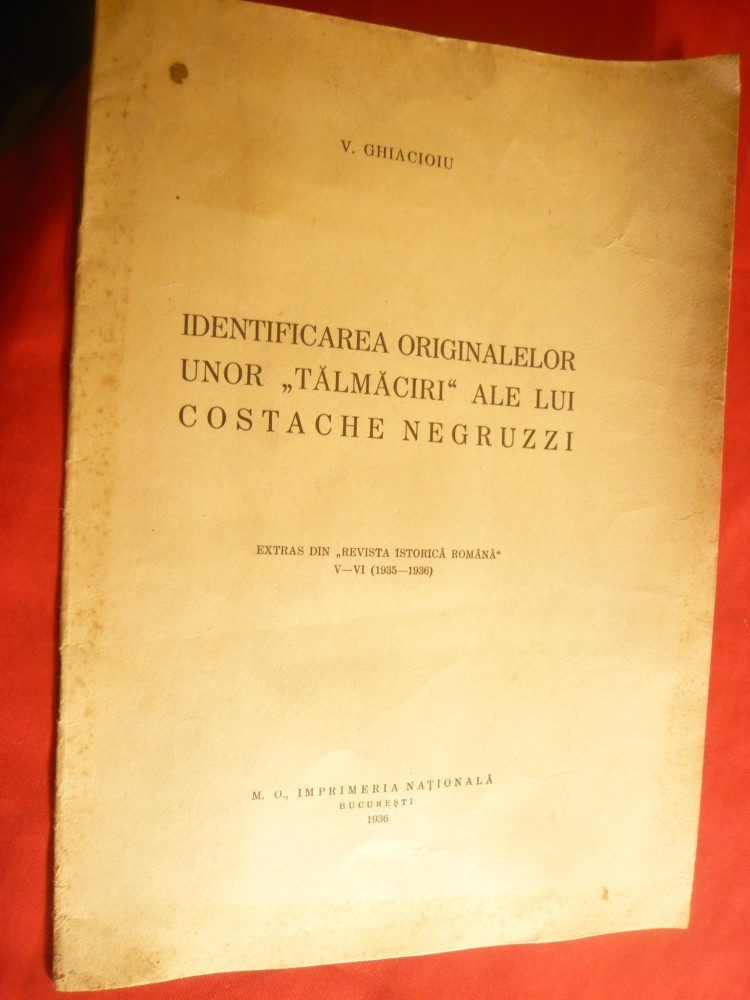 V. GHIACIOIU
IDENTIFICAREA ORIGINALELOR
UNOR „TĂLMĂCIRI“ ALE LUI
COSTACHE NEGRUZZI
EXTRAS DIN „REVISTA ISTORICĂ ROMÂNĂ“
V—VI (1935—1936)
M. O., IMPRIMERIA NAȚIONALĂ
BUCUREȘTI
1936